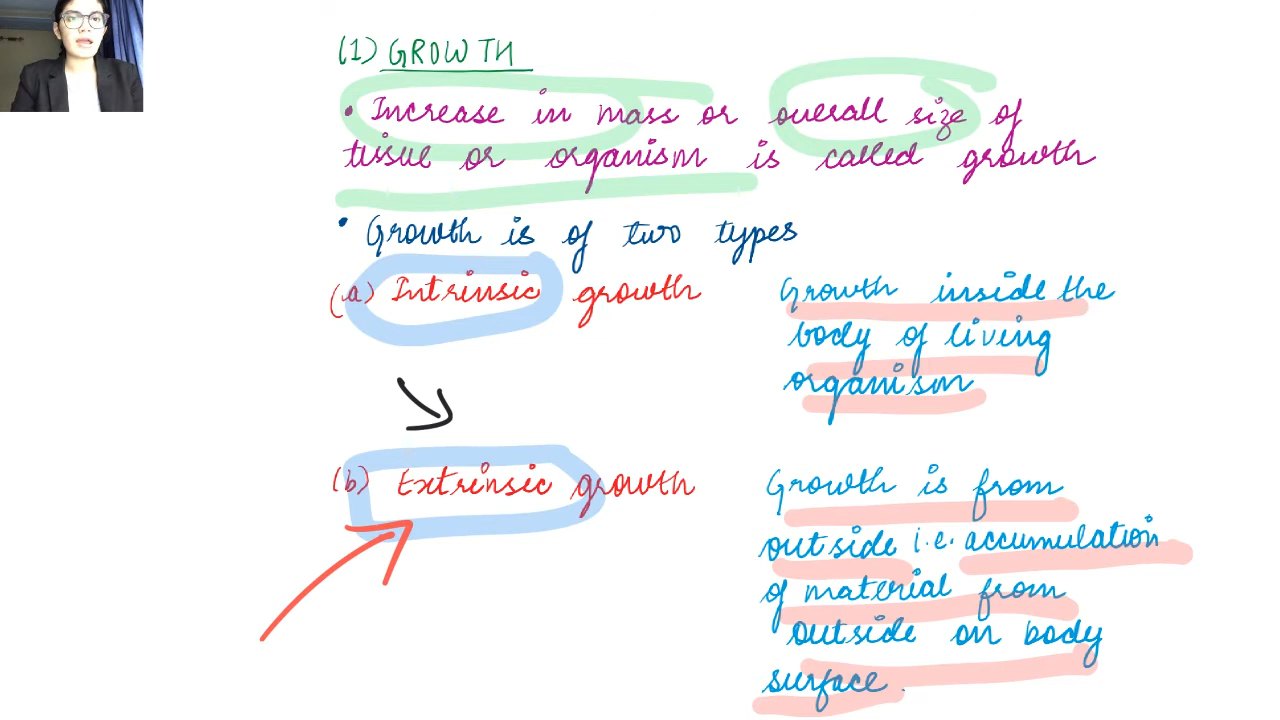 (1) GROWTH
• Increase in mass or overall size of
tissue or organism is called growth
• Growth is of two types
(a) Intrinsic growth
Growth inside the
body of living
organism
(b) Extrinsic growth
Growth is from
outside i.e. accumulation
of material from
outside on body
surface.